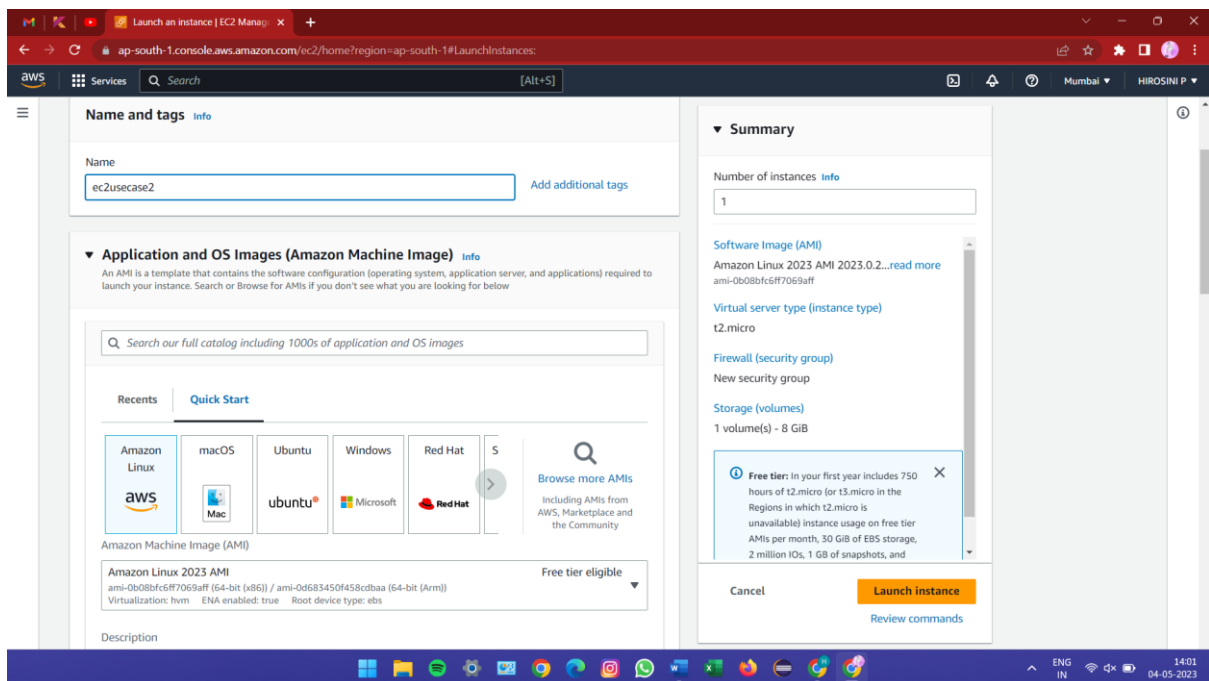 Launch an instance | EC2 Manag
ap-south-1.console.aws.amazon.com/ec2/home?region=ap-south-1#LaunchInstances:
aws
Services
Search
[Alt+S]
Mumbai
HIROSINI P
Name and tags Info
Name
ec2usecase2
Add additional tags
Application and OS Images (Amazon Machine Image) Info
An AMI is a template that contains the software configuration (operating system, application server, and applications) required to
launch your instance. Search or Browse for AMIs if you don't see what you are looking for below
Search our full catalog including 1000s of application and OS images
Recents
Quick Start
Amazon
Linux
aws
macOS
Mac
Ubuntu
ubuntu
Windows
Microsoft
Red Hat
Red Hat
S
Browse more AMIs
Including AMIs from
AWS, Marketplace and
the Community
Amazon Machine Image (AMI)
Amazon Linux 2023 AMI
Free tier eligible
ami-0b08bfc6ff7069aff (64-bit (x86)) / ami-0d683450f458cdbaa (64-bit (Arm))
Virtualization: hvm ENA enabled: true Root device type: ebs
Description
Summary
Number of instances Info
1
Software Image (AMI)
Amazon Linux 2023 AMI 2023.0.2...read more
ami-0b08bfc6ff7069aff
Virtual server type (instance type)
t2.micro
Firewall (security group)
New security group
Storage (volumes)
1 volume(s) - 8 GiB
Free tier: In your first year includes 750
hours of t2.micro (or t3.micro in the
Regions in which t2.micro is
unavailable) instance usage on free tier
AMIs per month, 30 GiB of EBS storage,
2 million IOs, 1 GB of snapshots, and
Cancel
Launch instance
Review commands
ENG
IN
14:01
04-05-2023